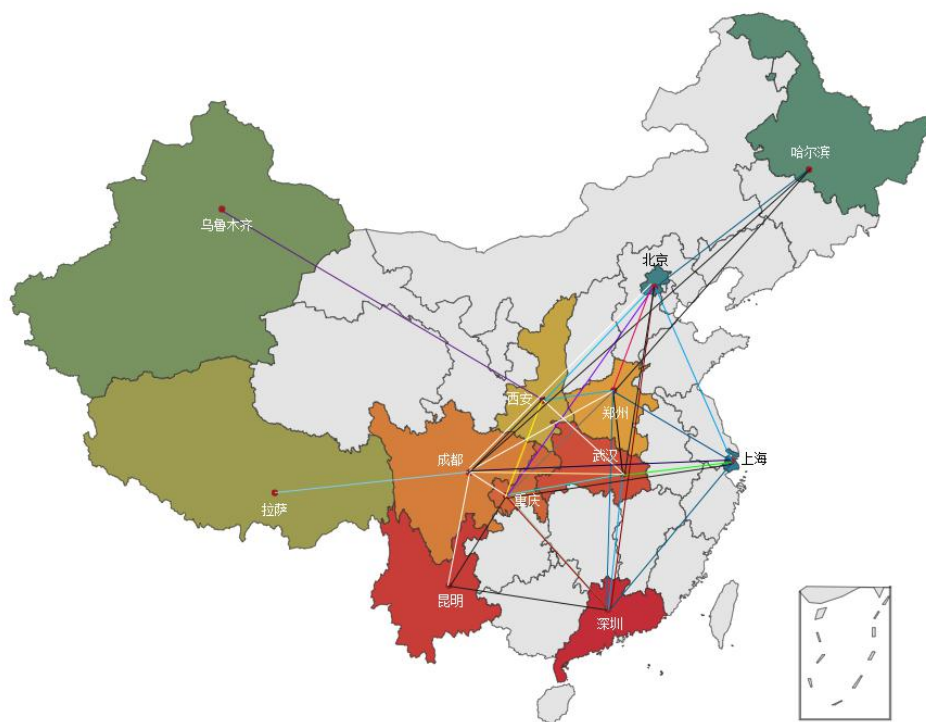 哈尔滨
乌鲁木齐
北京
西安
郑州
成都
武汉
上海
拉萨
重庆
昆明
深圳